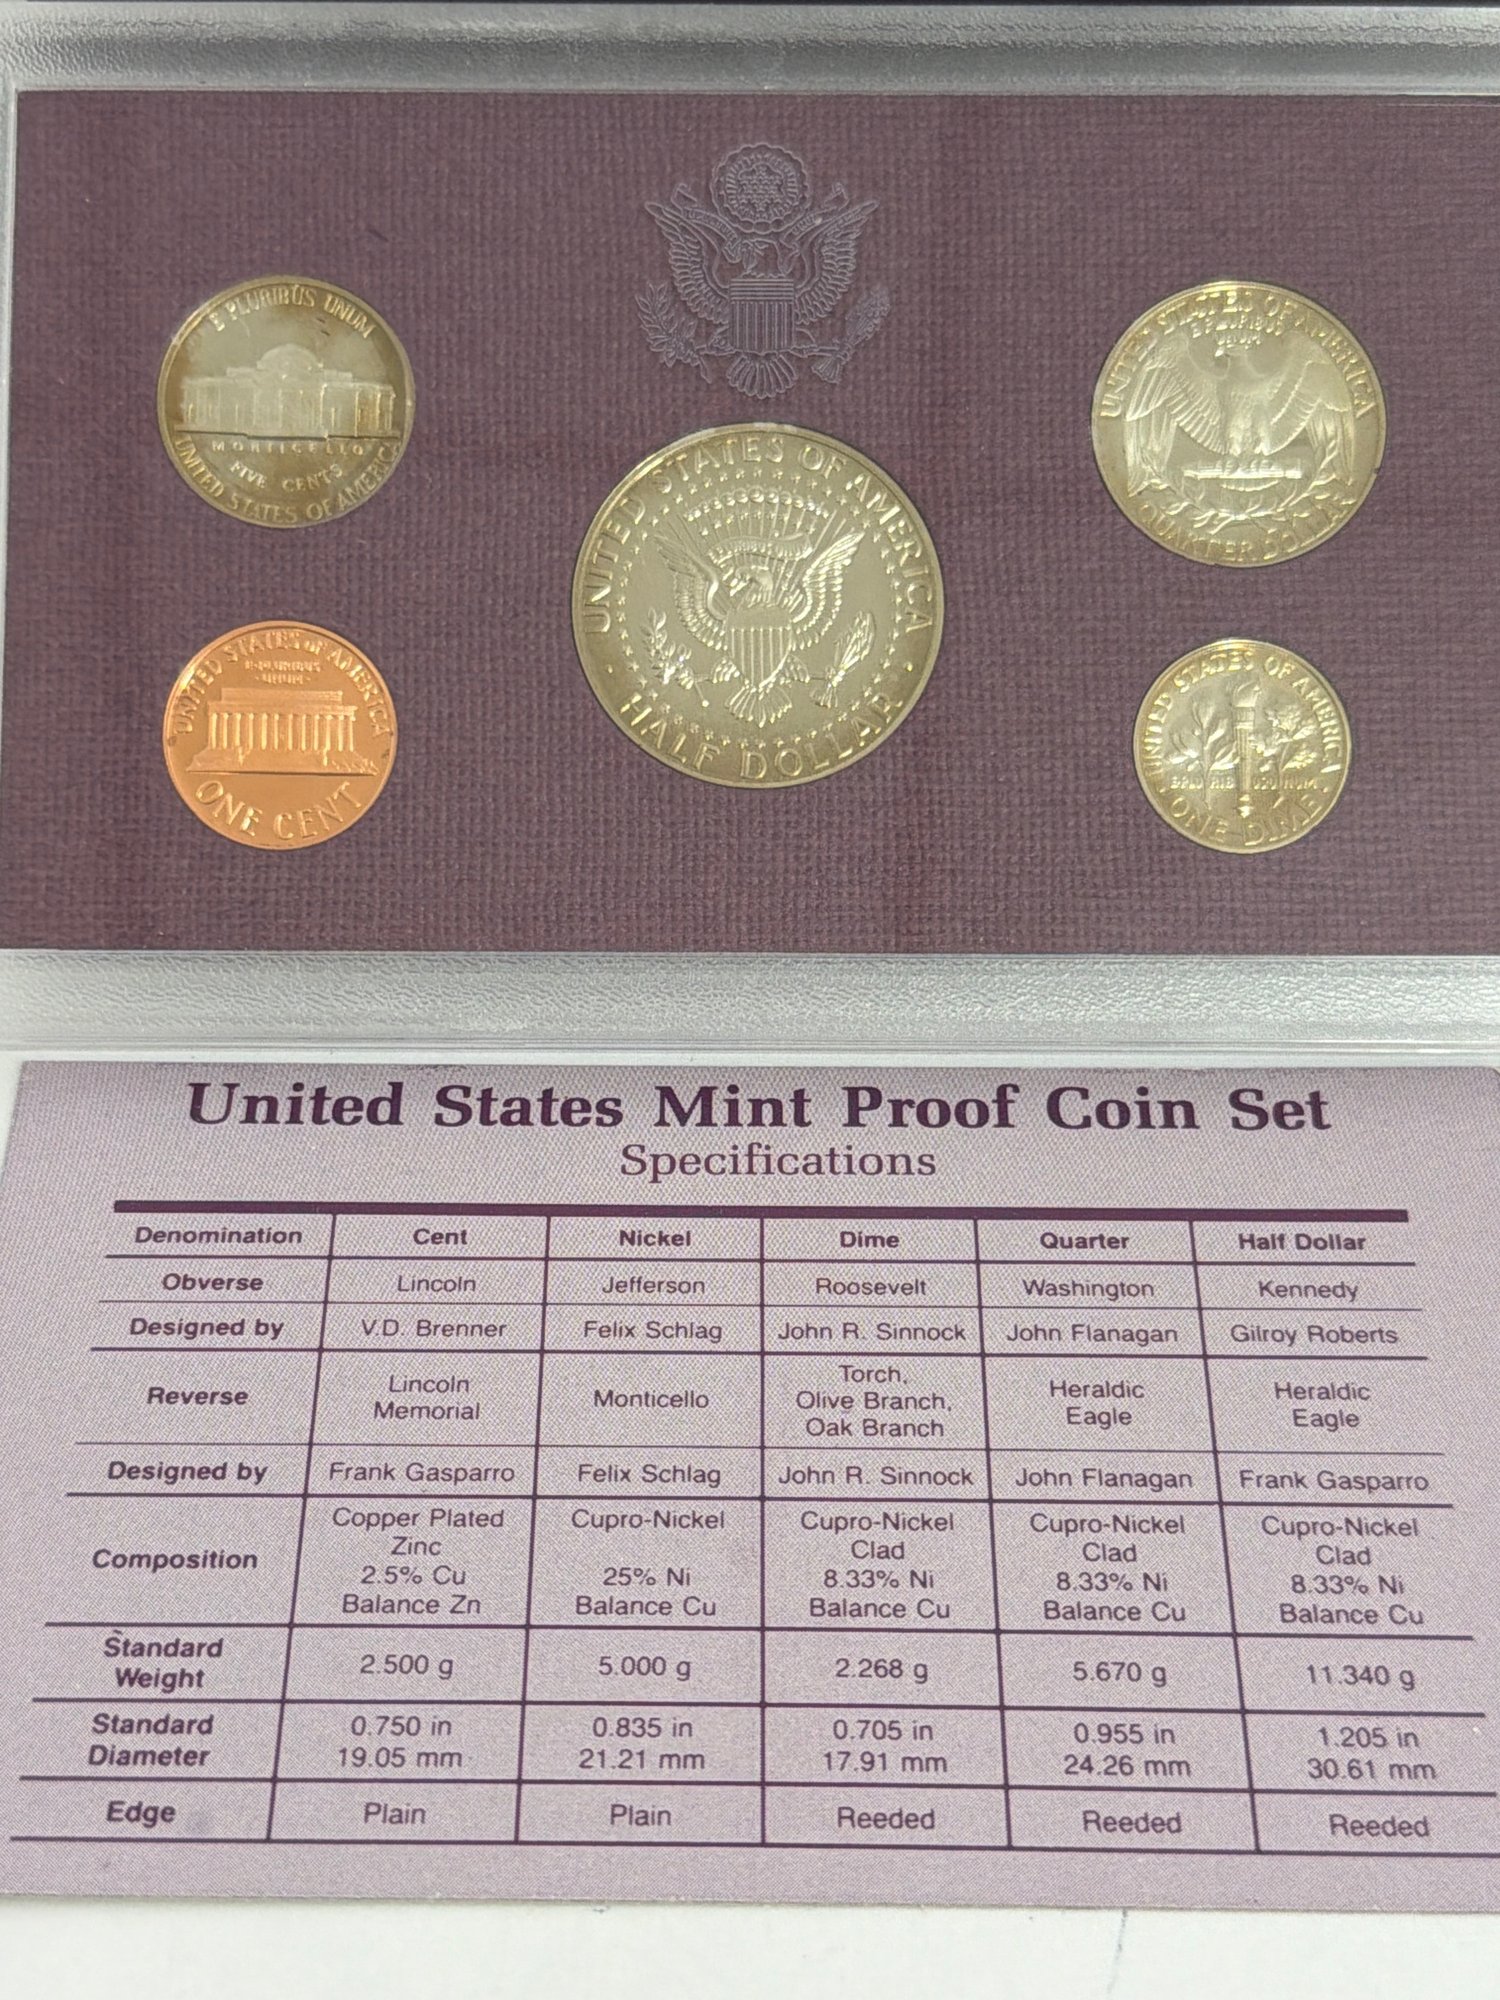 E PLURIBUS UNUM
MONTICELLO
FIVE CENTS
UNITED STATES OF AMERICA
UNITED STATES OF AMERICA
E PLURIBUS
UNUM
QUARTER DOLLAR
UNITED STATES OF AMERICA
HALF DOLLAR
UNITED STATES OF AMERICA
E PLURIBUS
UNUM
ONE CENT
UNITED STATES OF AMERICA
E PLURIBUS UNUM
ONE DIME
United States Mint Proof Coin Set
Specifications
Denomination Cent Nickel Dime Quarter Half Dollar
Obverse Lincoln Jefferson Roosevelt Washington Kennedy
Designed by V.D. Brenner Felix Schlag John R. Sinnock John Flanagan Gilroy Roberts
Reverse Lincoln Memorial Monticello Torch, Olive Branch, Oak Branch Heraldic Eagle Heraldic Eagle
Designed by Frank Gasparro Felix Schlag John R. Sinnock John Flanagan Frank Gasparro
Composition Copper Plated Zinc 2.5% Cu Balance Zn Cupro-Nickel 25% Ni Balance Cu Cupro-Nickel Clad 8.33% Ni Balance Cu Cupro-Nickel Clad 8.33% Ni Balance Cu Cupro-Nickel Clad 8.33% Ni Balance Cu
Standard Weight 2.500 g 5.000 g 2.268 g 5.670 g 11.340 g
Standard Diameter 0.750 in 19.05 mm 0.835 in 21.21 mm 0.705 in 17.91 mm 0.955 in 24.26 mm 1.205 in 30.61 mm
Edge Plain Plain Reeded Reeded Reeded